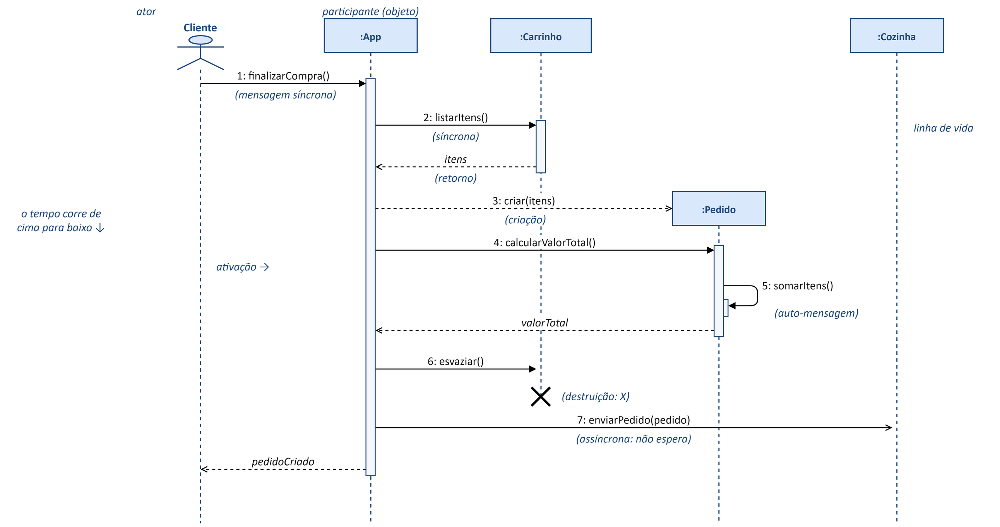 ator
participante (objeto)
Cliente
:App
:Carrinho
:Cozinha
1: finalizarCompra()
(mensagem síncrona)
2: listarItens()
linha de vida
(síncrona)
itens
(retorno)
3: criar(itens)
:Pedido
(criação)
o tempo corre de
cima para baixo ↓
4: calcularValorTotal()
ativação →
5: somarItens()
(auto-mensagem)
valorTotal
6: esvaziar()
(destruição: X)
7: enviarPedido(pedido)
(assíncrona: não espera)
pedidoCriado